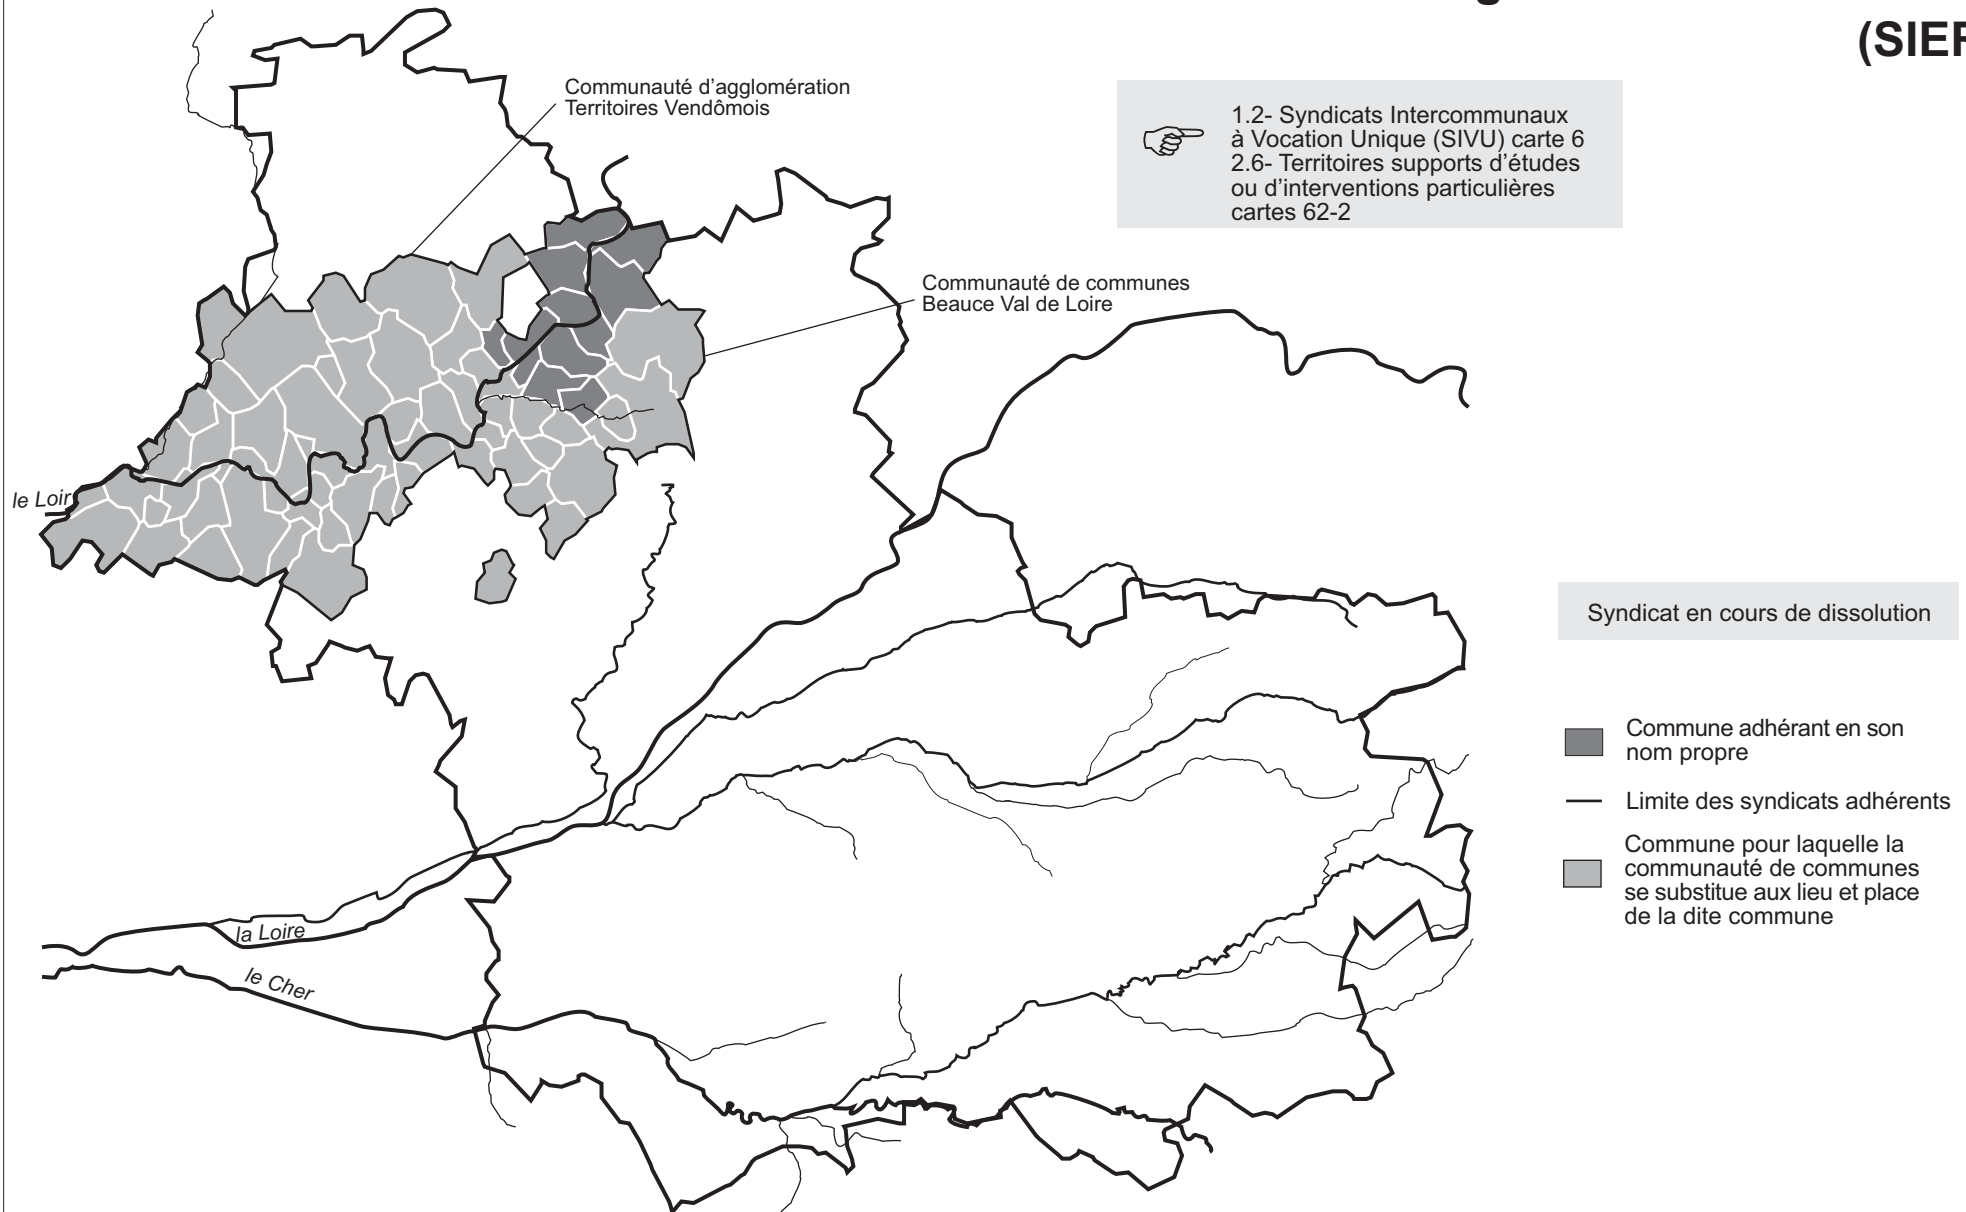 (SIER
Communauté d'agglomération
Territoires Vendômois
1.2- Syndicats Intercommunaux
à Vocation Unique (SIVU) carte 6
2.6- Territoires supports d'études
ou d'interventions particulières
cartes 62-2
Communauté de communes
Beauce Val de Loire
le Loir
Syndicat en cours de dissolution
Commune adhérant en son
nom propre
Limite des syndicats adhérents
Commune pour laquelle la
communauté de communes
se substitue aux lieu et place
de la dite commune
la Loire
le Cher